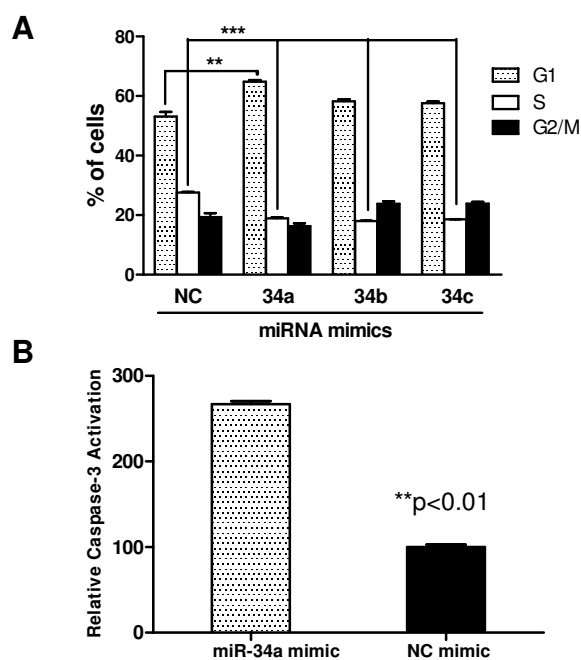 A
% of cells
80
60
40
20
0
***
**
G1
S
G2/M
NC 34a 34b 34c
miRNA mimics
B
Relative Caspase-3 Activation
300
200
100
0
**p<0.01
miR-34a mimic NC mimic